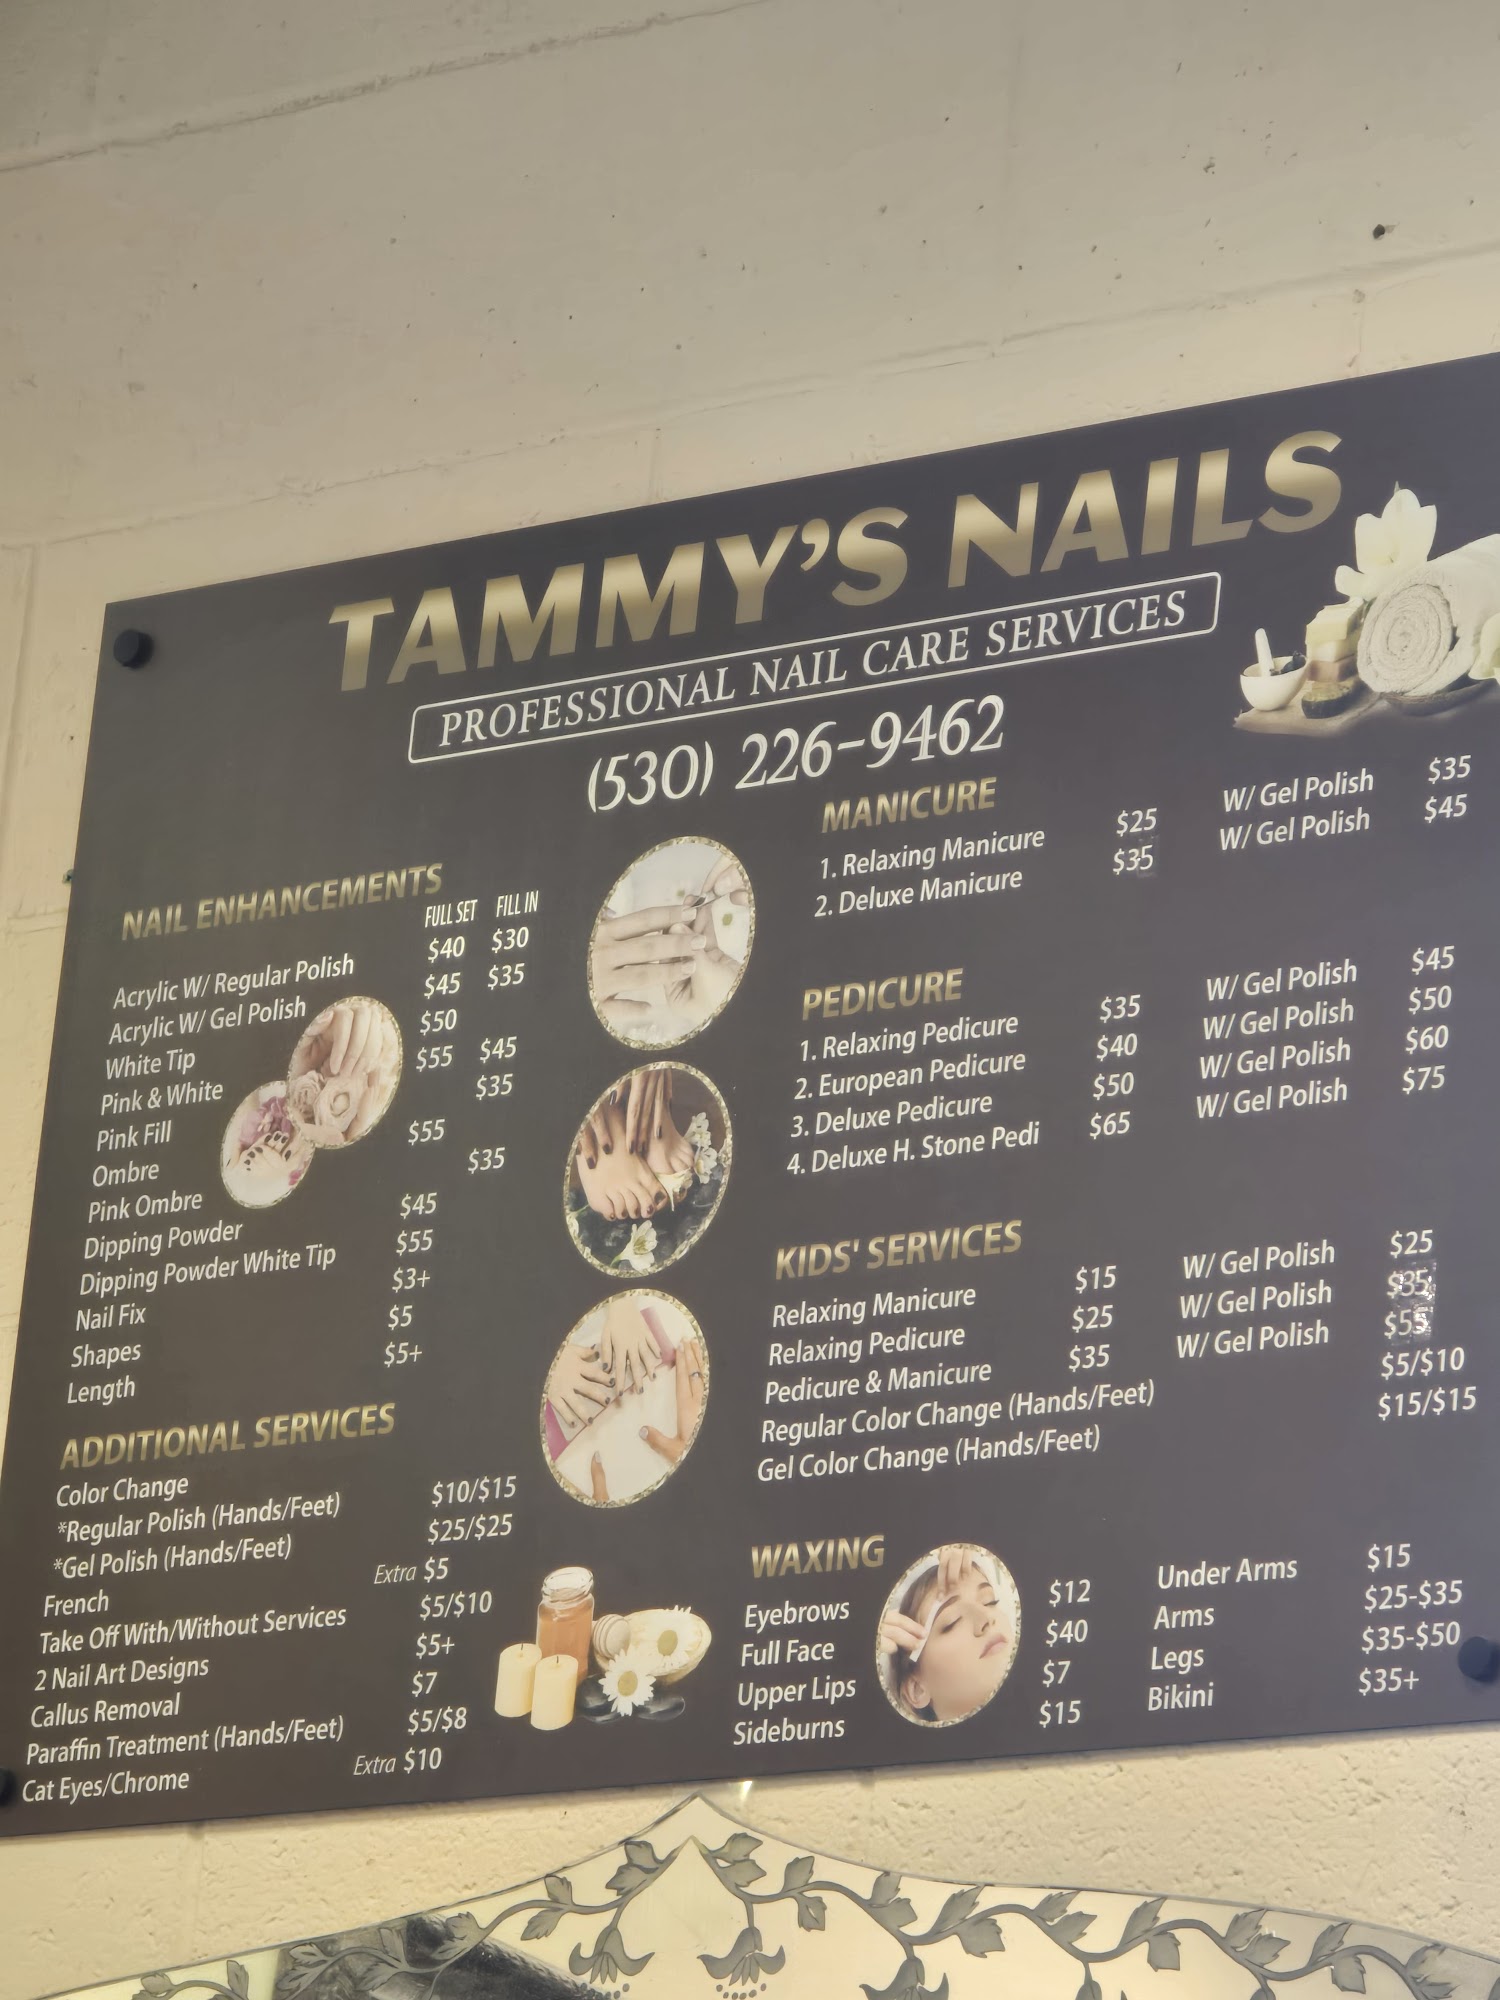 TAMMY'S NAILS
PROFESSIONAL NAIL CARE SERVICES
(530) 226-9462
NAIL ENHANCEMENTS
FULL SET FILL IN
Acrylic W/ Regular Polish $40 $30
Acrylic W/ Gel Polish $45 $35
White Tip $50
Pink & White $55 $45
Pink Fill $35
Ombre $55
Pink Ombre $35
Dipping Powder $45
Dipping Powder White Tip $55
Nail Fix $3+
Shapes $5
Length $5+
ADDITIONAL SERVICES
Color Change
*Regular Polish (Hands/Feet) $10/$15
*Gel Polish (Hands/Feet) $25/$25
French Extra $5
Take Off With/Without Services $5/$10
2 Nail Art Designs $5+
Callus Removal $7
Paraffin Treatment (Hands/Feet) $5/$8
Cat Eyes/Chrome Extra $10
MANICURE
1. Relaxing Manicure $25 W/ Gel Polish $35
2. Deluxe Manicure $35 W/ Gel Polish $45
PEDICURE
1. Relaxing Pedicure $35 W/ Gel Polish $45
2. European Pedicure $40 W/ Gel Polish $50
3. Deluxe Pedicure $50 W/ Gel Polish $60
4. Deluxe H. Stone Pedi $65 W/ Gel Polish $75
KIDS' SERVICES
Relaxing Manicure $15 W/ Gel Polish $25
Relaxing Pedicure $25 W/ Gel Polish $35
Pedicure & Manicure $35 W/ Gel Polish $55
Regular Color Change (Hands/Feet) $5/$10
Gel Color Change (Hands/Feet) $15/$15
WAXING
Eyebrows $12 Under Arms $15
Full Face $40 Arms $25-$35
Upper Lips $7 Legs $35-$50
Sideburns $15 Bikini $35+